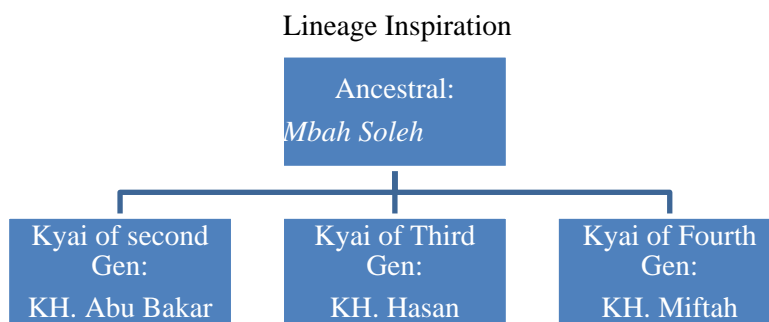 Lineage Inspiration
Ancestral:
Mbah Soleh
Kyai of second
Gen:
KH. Abu Bakar
Kyai of Third
Gen:
KH. Hasan
Kyai of Fourth
Gen:
KH. Miftah